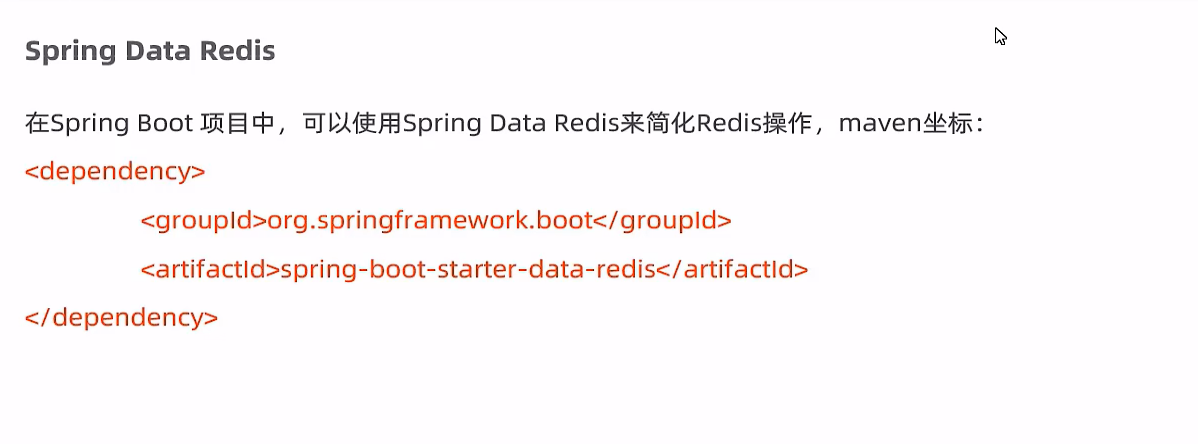 Spring Data Redis
在Spring Boot 项目中，可以使用Spring Data Redis来简化Redis操作，maven坐标：
<dependency>
<groupId>org.springframework.boot</groupId>
<artifactId>spring-boot-starter-data-redis</artifactId>
</dependency>